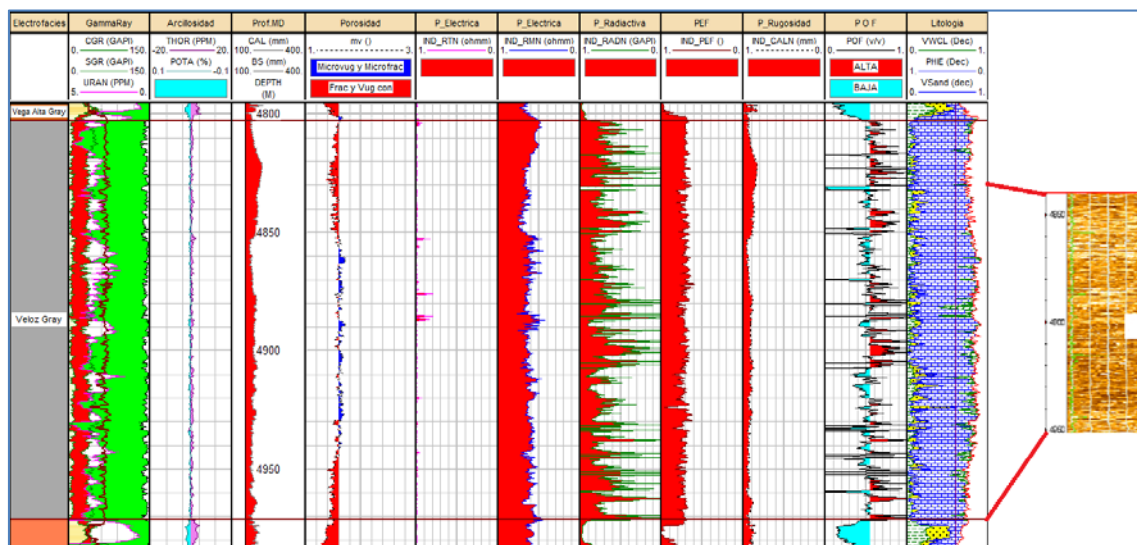 Electrofacies GammaRay Arcillosidad Prof.MD Porosidad P_Electrica P_Electrica P_Radiactiva PEF P_Rugosidad P O F Litologia
CGR (GAPI) THOR (PPM) CAL (mm) mv () IND_RTN (ohmm) IND_RMN (ohmm) IND_RADN (GAPI) IND_PEF () IND_CALN (mm) POF (v/v) VWCL (Dec)
0. 150. -20. 20. 100. 400. 1. 3. 1. 0. 1. 0. 1. 0. 1. 0. 1. 0. 0. 1. 0. 1.
SGR (GAPI) POTA (%) BS (mm) Microvug y Microfrac ALTA PHIE (Dec)
0. 150. 0.1 -0.1 100. 400. 1. 0.
URAN (PPM) DEPTH Frac y Vug con BAJA VSand (dec)
5. 0. (M) 0. 1.
Vega Alta Gray
4800
4850
Veloz Gray
4900
4950
4900